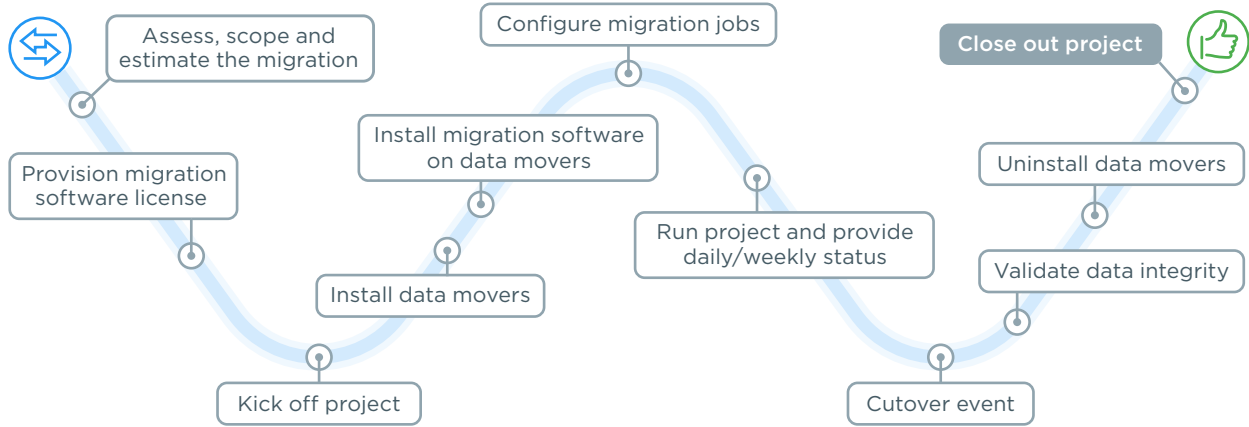 Assess, scope and
estimate the migration
Provision migration
software license
Kick off project
Install data movers
Install migration software
on data movers
Configure migration jobs
Run project and provide
daily/weekly status
Cutover event
Validate data integrity
Uninstall data movers
Close out project